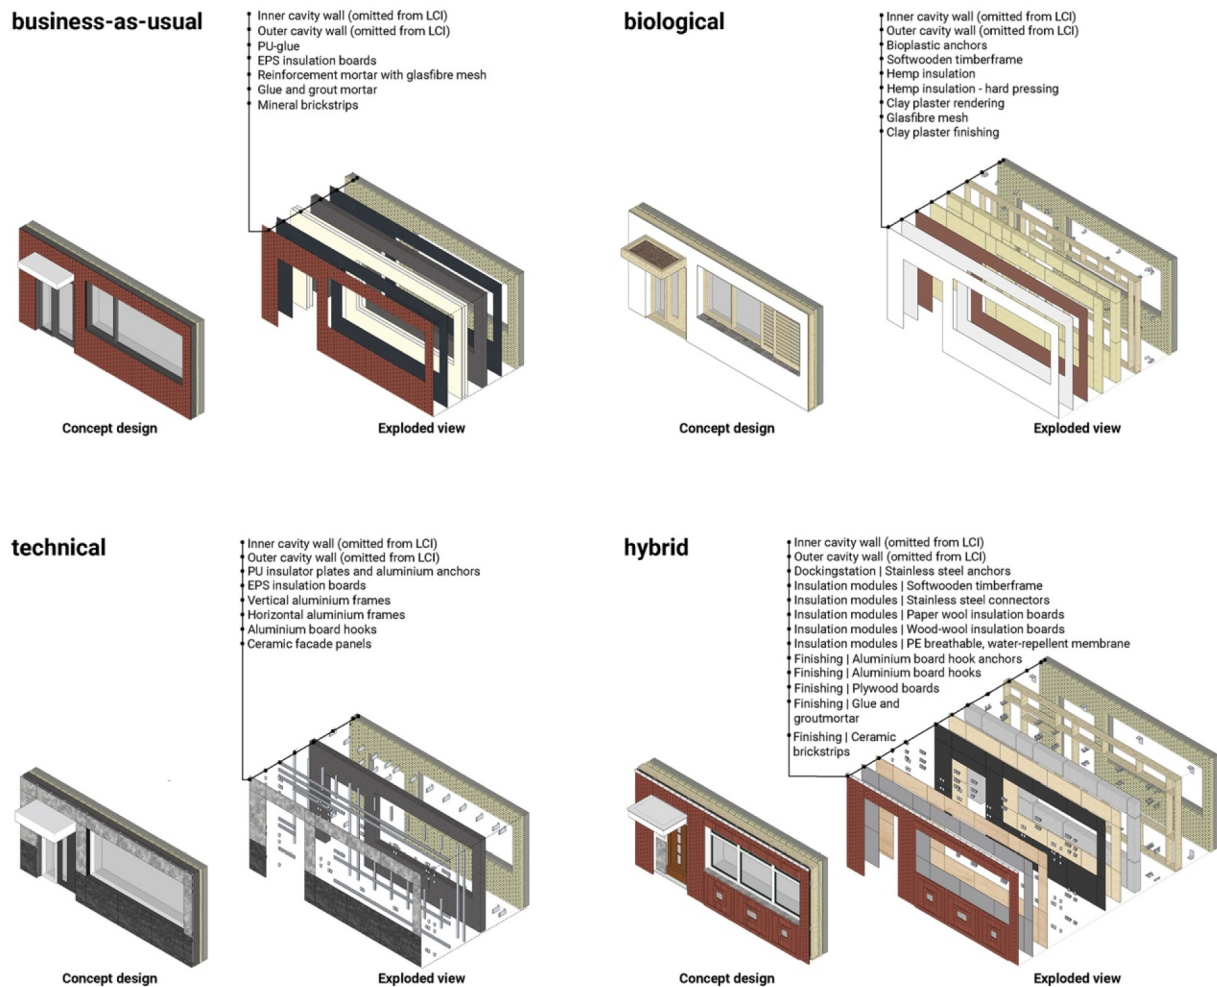 business-as-usual
Inner cavity wall (omitted from LCI)
Outer cavity wall (omitted from LCI)
PU-glue
EPS insulation boards
Reinforcement mortar with glasfibre mesh
Glue and grout mortar
Mineral brickstrips
Concept design
Exploded view
biological
Inner cavity wall (omitted from LCI)
Outer cavity wall (omitted from LCI)
Bioplastic anchors
Softwooden timberframe
Hemp insulation
Hemp insulation - hard pressing
Clay plaster rendering
Glasfibre mesh
Clay plaster finishing
Concept design
Exploded view
technical
Inner cavity wall (omitted from LCI)
Outer cavity wall (omitted from LCI)
PU insulator plates and aluminium anchors
EPS insulation boards
Vertical aluminium frames
Horizontal aluminium frames
Aluminium board hooks
Ceramic facade panels
Concept design
Exploded view
hybrid
Inner cavity wall (omitted from LCI)
Outer cavity wall (omitted from LCI)
Dockingstation | Stainless steel anchors
Insulation modules | Softwooden timberframe
Insulation modules | Stainless steel connectors
Insulation modules | Paper wool insulation boards
Insulation modules | Wood-wool insulation boards
Insulation modules | PE breathable, water-repellent membrane
Finishing | Aluminium board hook anchors
Finishing | Aluminium board hooks
Finishing | Plywood boards
Finishing | Glue and
groutmortar
Finishing | Ceramic
brickstrips
Concept design
Exploded view